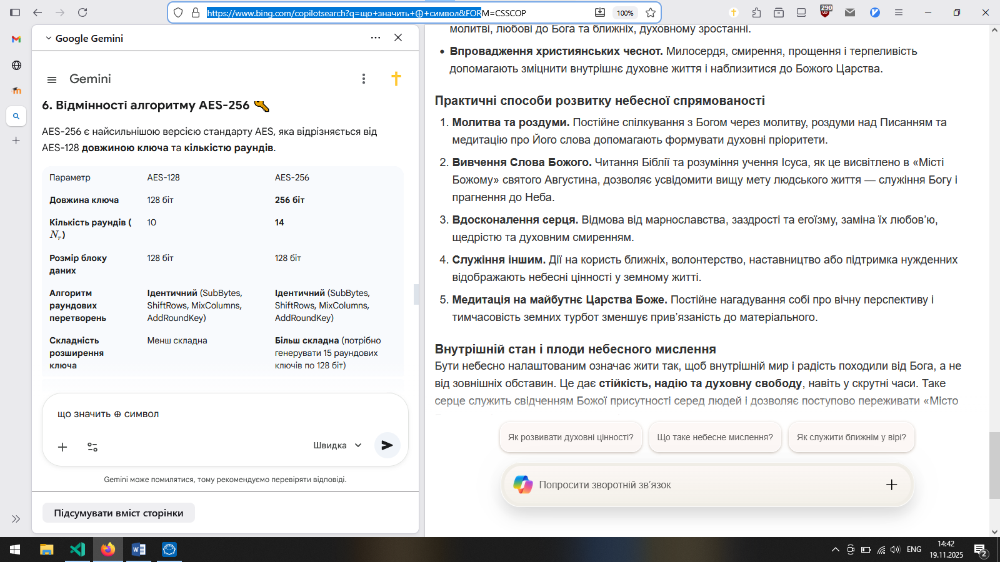 https://www.bing.com/copilotsearch?q=що+значить+⊕+символ&FORM=CSSCOP
100%
290
Google Gemini
Gemini
6. Відмінності алгоритму AES-256
AES-256 є найсильнішою версією стандарту AES, яка відрізняється від
AES-128 довжиною ключа та кількістю раундів.
Параметр AES-128 AES-256
Довжина ключа 128 біт 256 біт
Кількість раундів ( 10 14
Nr)
Розмір блоку 128 біт 128 біт
даних
Алгоритм Ідентичний (SubBytes, Ідентичний (SubBytes,
раундових ShiftRows, MixColumns, ShiftRows, MixColumns,
перетворень AddRoundKey) AddRoundKey)
Складність Менш складна Більш складна (потрібно
розширення генерувати 15 раундових
ключа ключів по 128 біт)
що значить ⊕ символ
Швидка
Gemini може помилятися, тому рекомендуємо перевіряти відповіді.
Підсумувати вміст сторінки
молитві, любові до Бога та ближніх, духовному зростанні.
• Впровадження християнських чеснот. Милосердя, смирення, прощення і терпеливість
допомагають зміцнити внутрішнє духовне життя і наблизитися до Божого Царства.
Практичні способи розвитку небесної спрямованості
1. Молитва та роздуми. Постійне спілкування з Богом через молитву, роздуми над Писанням та
медитацію про Його слова допомагають формувати духовні пріоритети.
2. Вивчення Слова Божого. Читання Біблії та розуміння учення Ісуса, як це висвітлено в «Місті
Божому» святого Августина, дозволяє усвідомити вищу мету людського життя — служіння Богу і
прагнення до Неба.
3. Вдосконалення серця. Відмова від марнославства, заздрості та егоїзму, заміна їх любов’ю,
щедрістю та духовним смиренням.
4. Служіння іншим. Дії на користь ближніх, волонтерство, наставництво або підтримка нужденних
відображають небесні цінності у земному житті.
5. Медитація на майбутнє Царства Боже. Постійне нагадування собі про вічну перспективу і
тимчасовість земних турбот зменшує прив’язаність до матеріального.
Внутрішній стан і плоди небесного мислення
Бути небесно налаштованим означає жити так, щоб внутрішній мир і радість походили від Бога, а не
від зовнішніх обставин. Це дає стійкість, надію та духовну свободу, навіть у скрутні часи. Таке
серце служить свідченням Божої присутності серед людей і дозволяє поступово переживати «Місто
Як розвивати духовні цінності?
Що таке небесне мислення?
Як служити ближнім у вірі?
Попросити зворотній зв’язок
ENG
14:42
19.11.2025
2